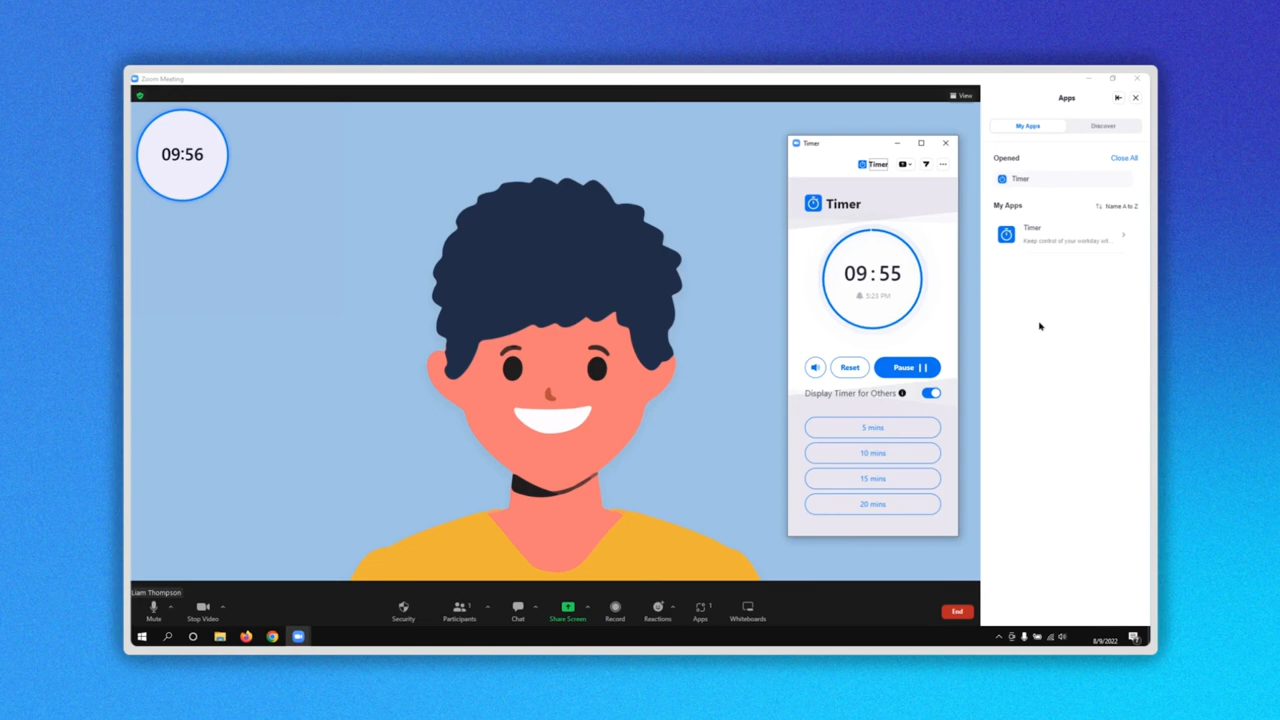 Zoom Meeting
View
09:56
Timer
Timer
Timer
09:55
5:23 PM
Reset
Pause
Display Timer for Others
5 mins
10 mins
15 mins
20 mins
Apps
My Apps Discover
Opened Close All
Timer
My Apps Name A to Z
Timer
Keep control of your workday wit ...
Liam Thompson
Mute
Stop Video
Security
Participants 1
Chat
Share Screen
Record
Reactions
Apps 1
Whiteboards
End
8/9/2022